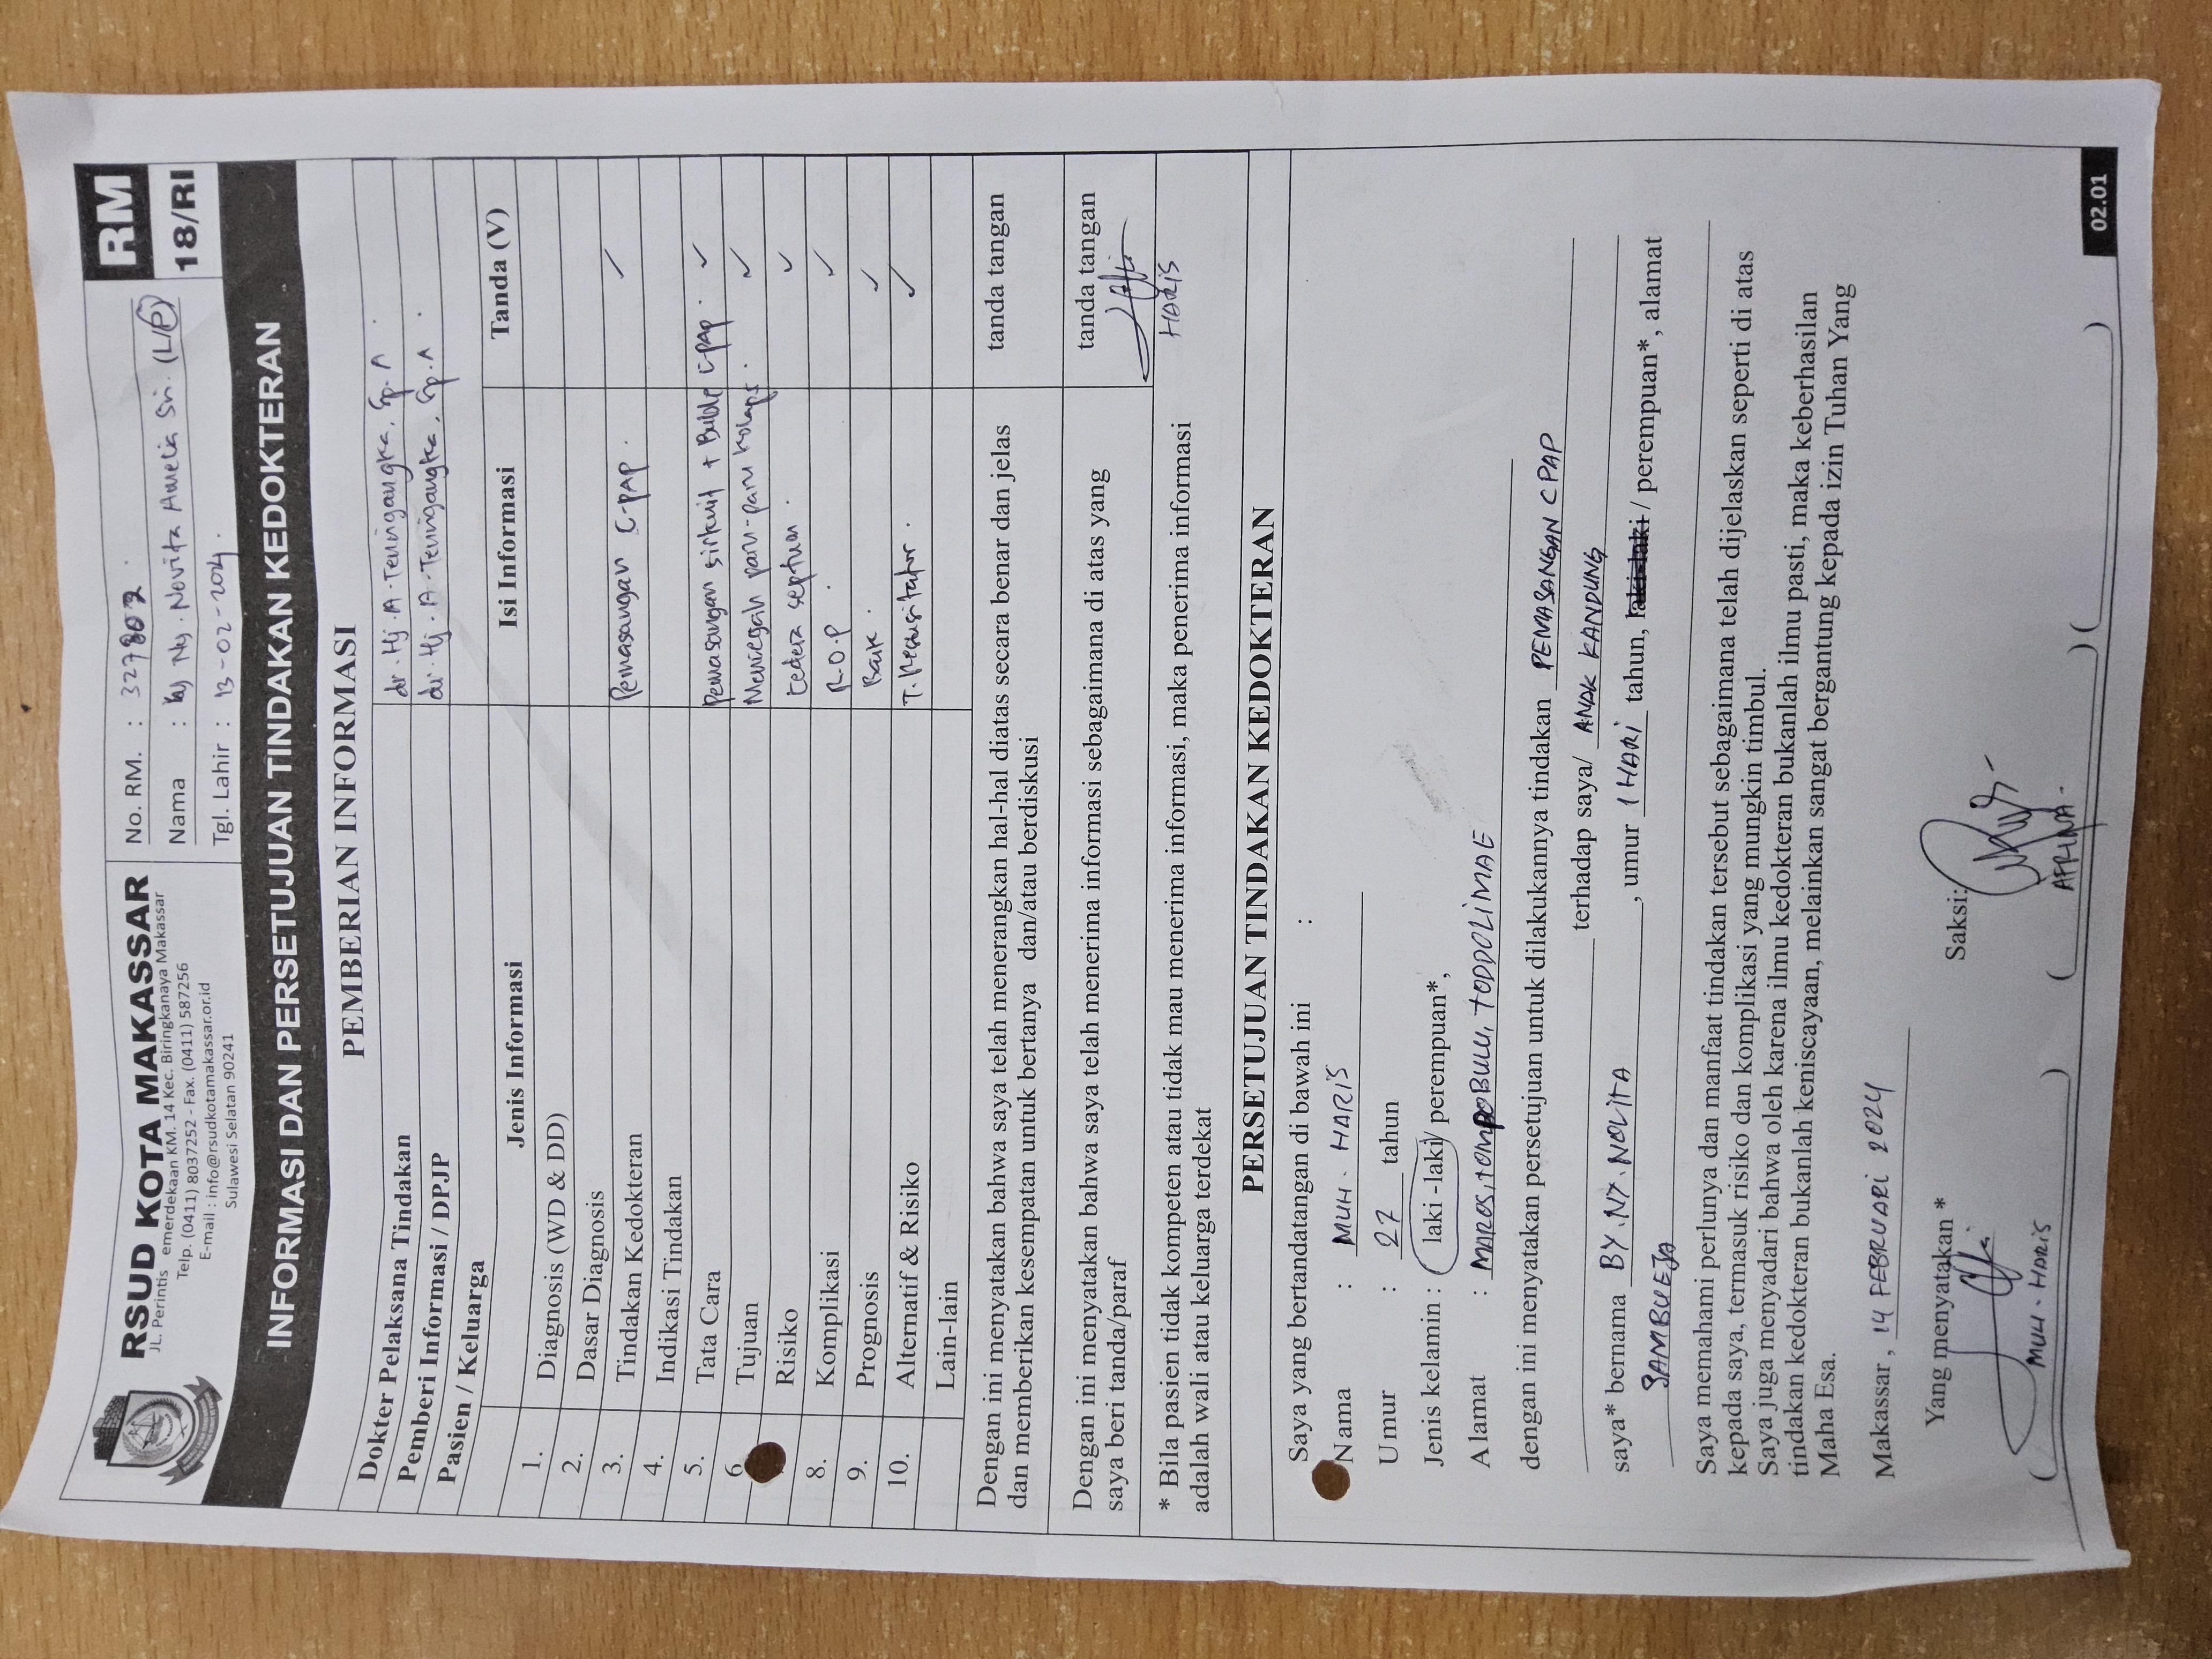 RSUD KOTA MAKASSAR
JL. Perintis emerdekaan KM. 14 Kec. Biringkanaya Makassar
Telp. (0411) 8037252 - Fax. (0411) 587256
E-mail : info@rsudkotamakassar.or.id
Sulawesi Selatan 90241
No. RM. : 327802
Nama : By Ny. Novita Amelia Sri. (L/P)
Tgl. Lahir : 13-02-2024.
RM
18/RI
INFORMASI DAN PERSETUJUAN TINDAKAN KEDOKTERAN
PEMBERIAN INFORMASI
Dokter Pelaksana Tindakan dr. Hj. A. Tenringangka, Sp.A.
Pemberi Informasi / DPJP dr. Hj. A. Tenringangka, Sp.A.
Pasien / Keluarga
Jenis Informasi Isi Informasi Tanda (V)
1. Diagnosis (WD & DD)
2. Dasar Diagnosis
3. Tindakan Kedokteran Pemasangan C-PAP. ✓
4. Indikasi Tindakan
5. Tata Cara Pemasangan sirkuit + Buble C-pap. ✓
6 Tujuan Mencegah paru-paru kolaps. ✓
Risiko Cedera septum. ✓
8. Komplikasi R.O.P. ✓
9. Prognosis Baik. ✓
10. Alternatif & Risiko T. Resusitator. ✓
Lain-lain
Dengan ini menyatakan bahwa saya telah menerangkan hal-hal diatas secara benar dan jelas
dan memberikan kesempatan untuk bertanya dan/atau berdiskusi
tanda tangan
Dengan ini menyatakan bahwa saya telah menerima informasi sebagaimana di atas yang
saya beri tanda/paraf
tanda tangan
HARIS
* Bila pasien tidak kompeten atau tidak mau menerima informasi, maka penerima informasi
adalah wali atau keluarga terdekat
PERSETUJUAN TINDAKAN KEDOKTERAN
Saya yang bertandatangan di bawah ini :
Nama : MUH. HARIS
Umur : 27 tahun
Jenis kelamin : laki -laki/ perempuan*,
Alamat : MAROS, TOMPOBULU, TODDOLIMAE
dengan ini menyatakan persetujuan untuk dilakukannya tindakan PEMASANGAN CPAP
terhadap saya/ ANAK KANDUNG
saya* bernama BY. NY. NOVITA , umur 1 HARI tahun, laki-laki / perempuan*, alamat
SAMBUEJA
Saya memahami perlunya dan manfaat tindakan tersebut sebagaimana telah dijelaskan seperti di atas
kepada saya, termasuk risiko dan komplikasi yang mungkin timbul.
Saya juga menyadari bahwa oleh karena ilmu kedokteran bukanlah ilmu pasti, maka keberhasilan
tindakan kedokteran bukanlah keniscayaan, melainkan sangat bergantung kepada izin Tuhan Yang
Maha Esa.
Makassar , 14 FEBRUARI 2024
Yang menyatakan * Saksi:
( MUH. HARIS ) ( AFRINA. ) ( )
02.01